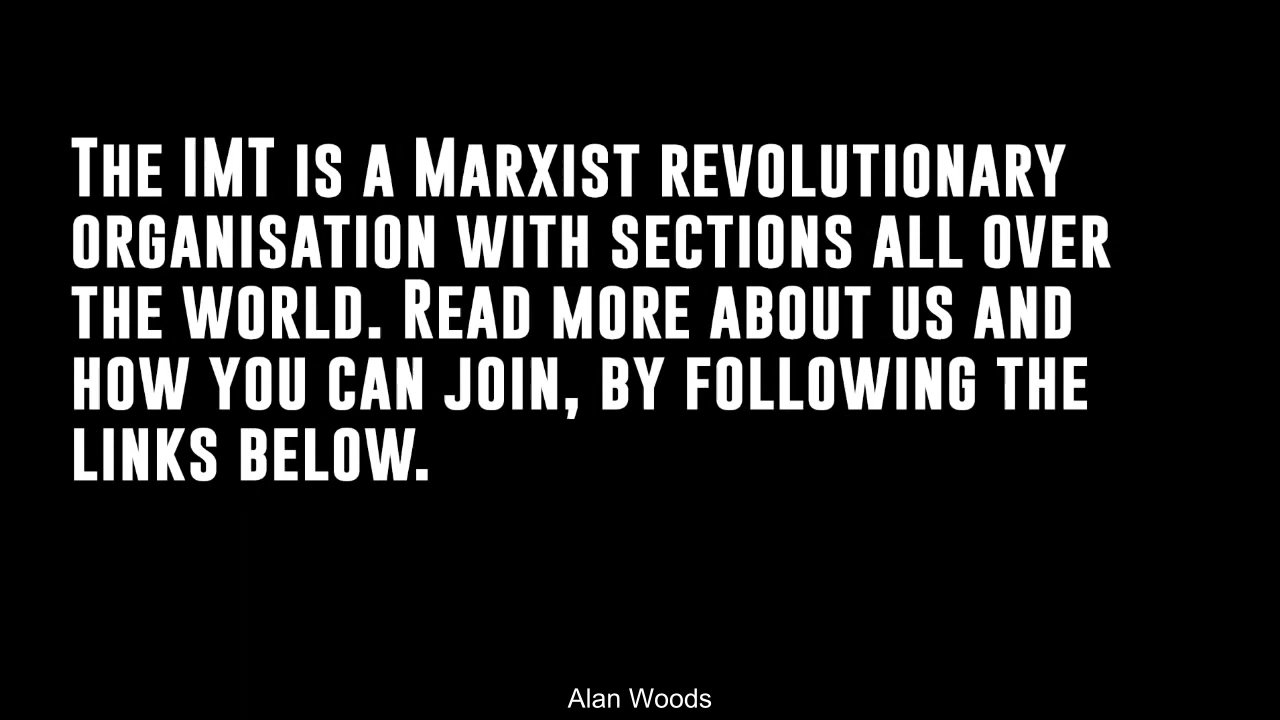 The IMT is a Marxist revolutionary
organisation with sections all over
the world. Read more about us and
how you can join, by following the
links below.
Alan Woods